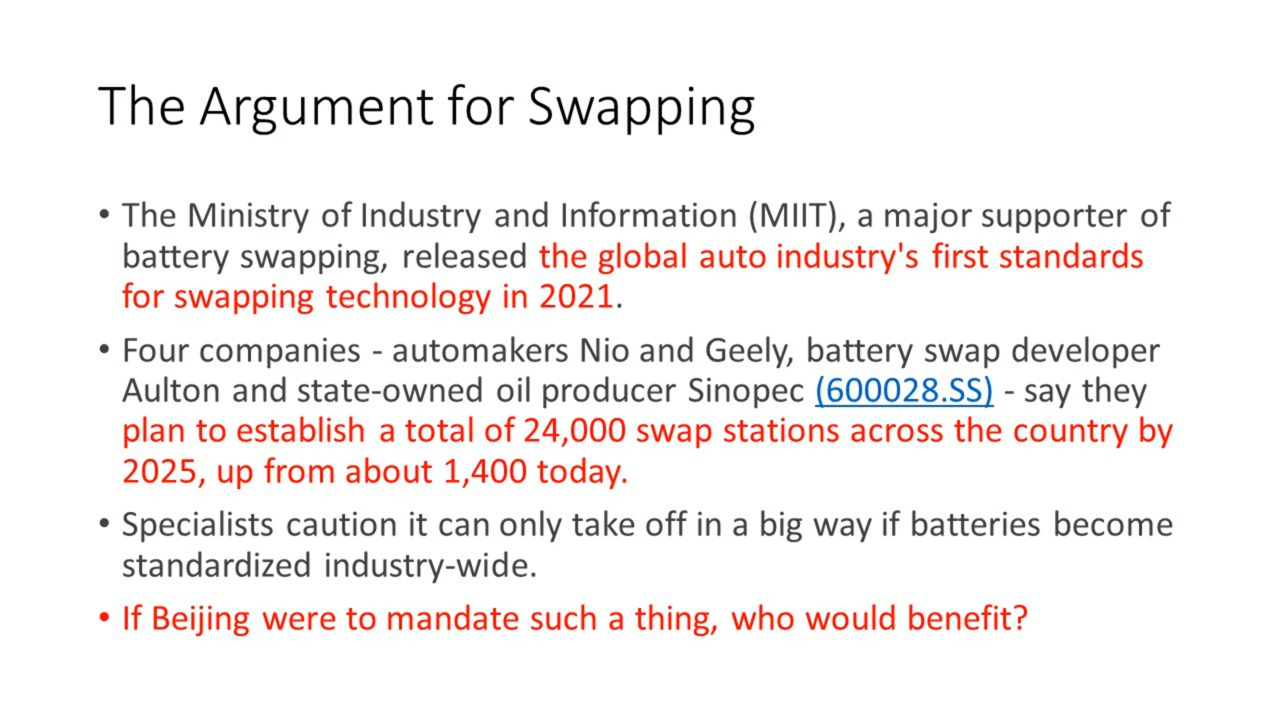 The Argument for Swapping
• The Ministry of Industry and Information (MIIT), a major supporter of
battery swapping, released the global auto industry's first standards
for swapping technology in 2021.
• Four companies - automakers Nio and Geely, battery swap developer
Aulton and state-owned oil producer Sinopec (600028.SS) - say they
plan to establish a total of 24,000 swap stations across the country by
2025, up from about 1,400 today.
• Specialists caution it can only take off in a big way if batteries become
standardized industry-wide.
• If Beijing were to mandate such a thing, who would benefit?